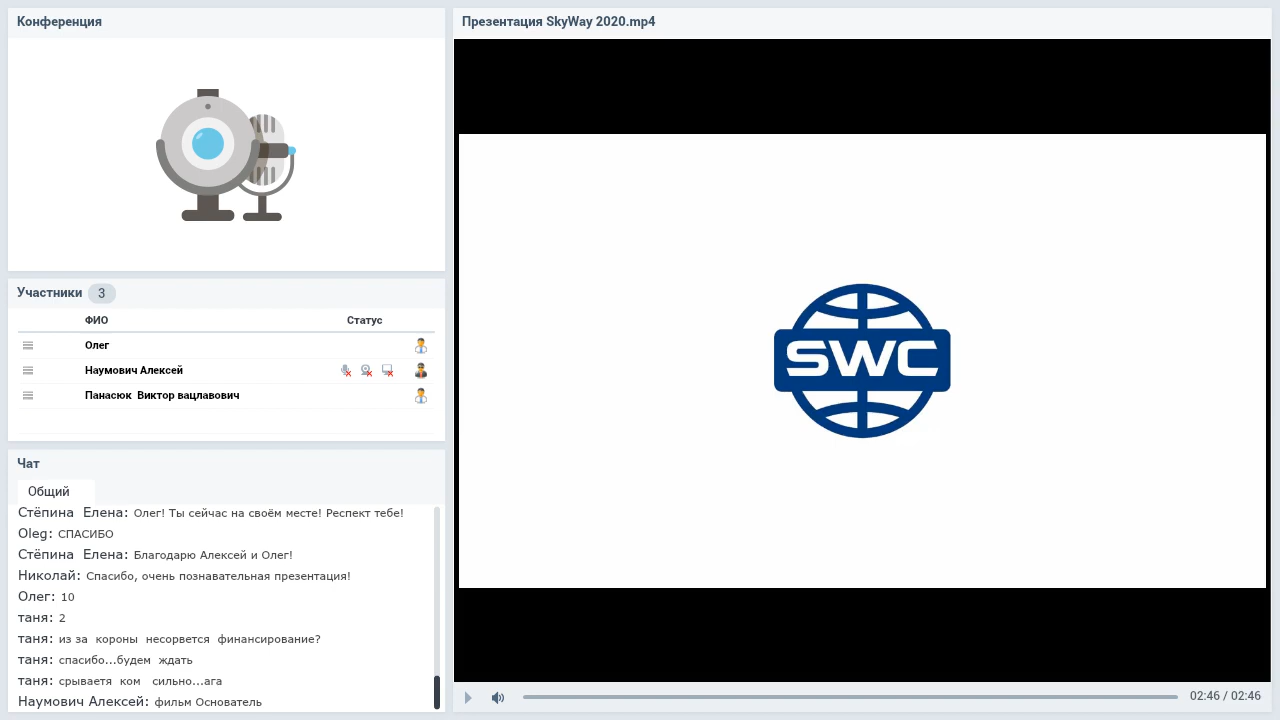 Конференция
Презентация SkyWay 2020.mp4
SWC
Участники 3
ФИО Статус
Олег
Наумович Алексей
Панасюк Виктор вацлавович
Чат
Общий
Стёпина Елена: Олег! Ты сейчас на своём месте! Респект тебе!
Oleg: СПАСИБО
Стёпина Елена: Благодарю Алексей и Олег!
Николай: Спасибо, очень познавательная презентация!
Олег: 10
таня: 2
таня: из за короны несорвется финансирование?
таня: спасибо...будем ждать
таня: срываетя ком сильно...ага
Наумович Алексей: фильм Основатель
02:46 / 02:46